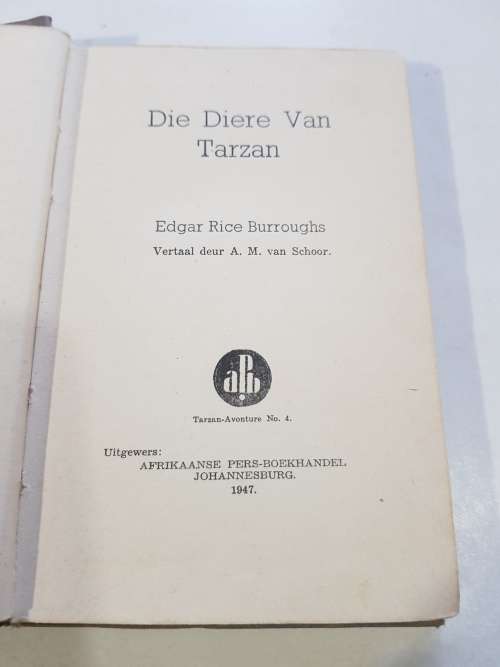 Die Diere Van
Tarzan
Edgar Rice Burroughs
Vertaal deur A. M. van Schoor.
apb
Tarzan-Avonture No. 4.
Uitgewers:
AFRIKAANSE PERS-BOEKHANDEL
JOHANNESBURG.
1947.